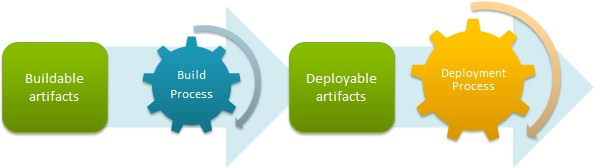 Buildable
artifacts
Build
Process
Deployable
artifacts
Deployment
Process